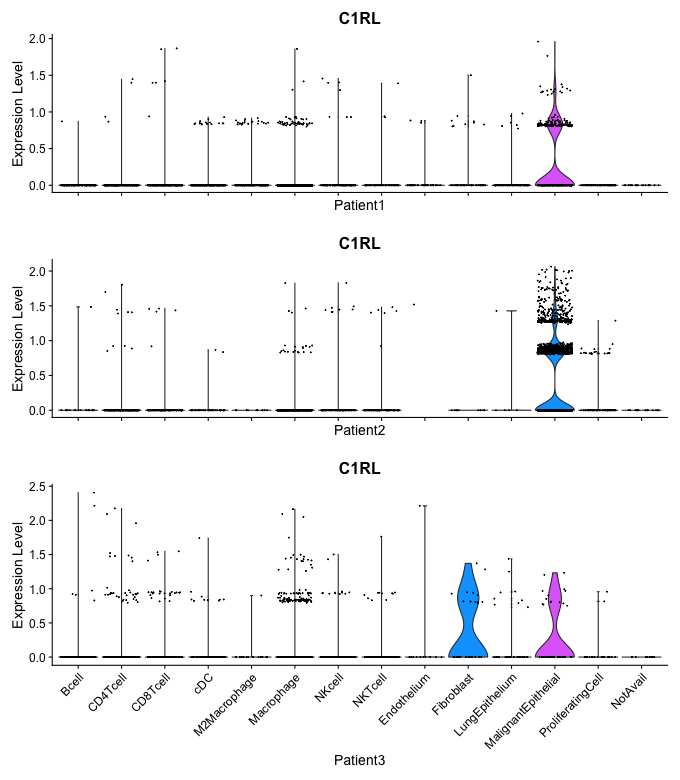 C1RL
Expression Level
2.0
1.5
1.0
0.5
0.0
Patient1
C1RL
Expression Level
2.0
1.5
1.0
0.5
0.0
Patient2
C1RL
Expression Level
2.5
2.0
1.5
1.0
0.5
0.0
Bcell
CD4Tcell
CD8Tcell
cDC
M2Macrophage
Macrophage
NKcell
NKTcell
Endothelium
Fibroblast
LungEpithelium
MalignantEpithelial
ProliferatingCell
NotAvail
Patient3